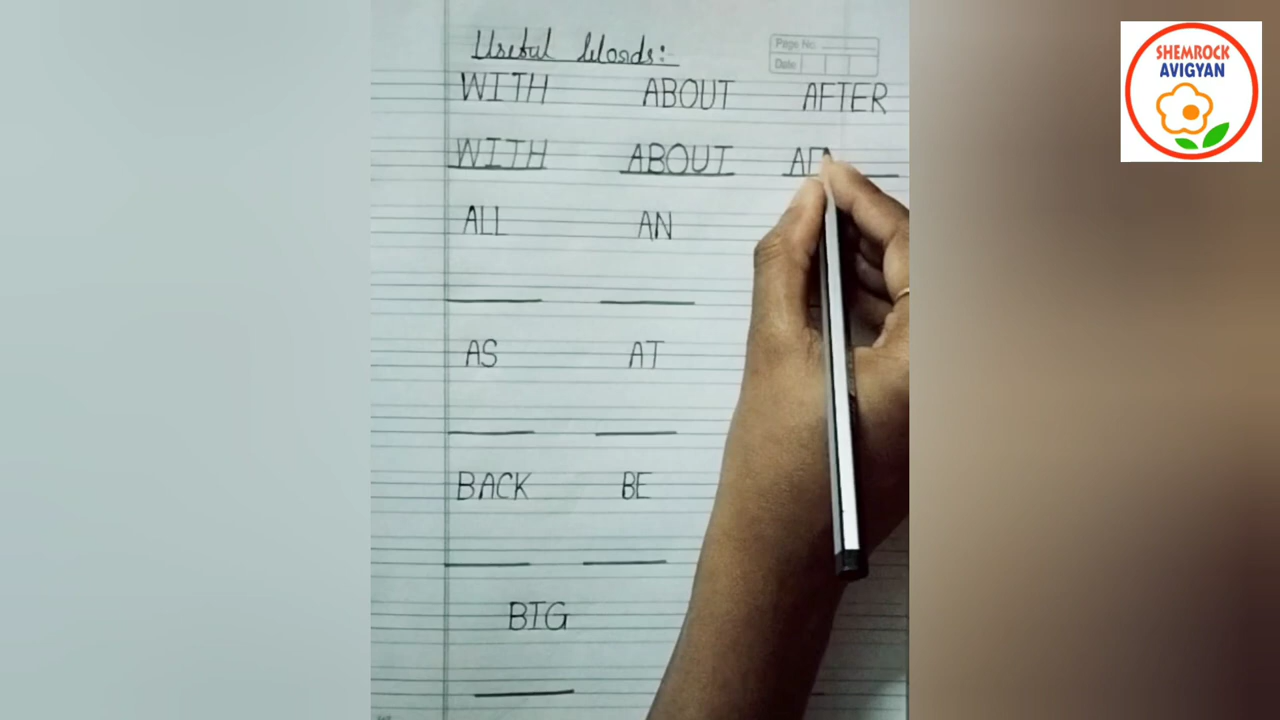 Useful Words:
Page No.
Date
SHEMROCK
AVIGYAN
WITH ABOUT AFTER
WITH ABOUT AF
ALL AN
AS AT
BACK BE
BIG